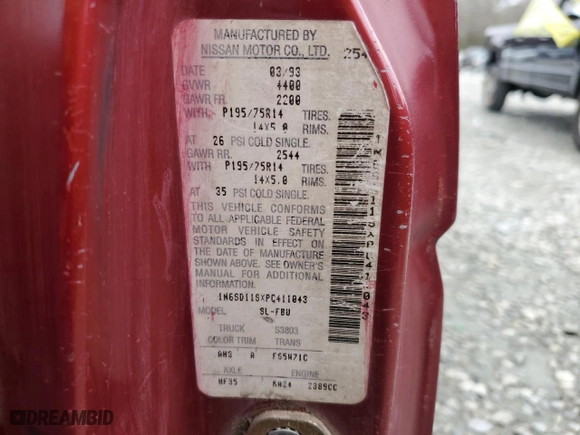 MANUFACTURED BY
NISSAN MOTOR CO., LTD.
254
DATE 03/93
GVWR 4400
GAWR FR. 2200
WITH P195/75R14 TIRES.
14X5.0 RIMS.
AT 26 PSI COLD SINGLE.
GAWR RR. 2544
WITH P195/75R14 TIRES.
14X5.0 RIMS.
AT 35 PSI COLD SINGLE.
THIS VEHICLE CONFORMS
TO ALL APPLICABLE FEDERAL
MOTOR VEHICLE SAFETY
STANDARDS IN EFFECT ON
THE DATE OF MANUFACTURE
SHOWN ABOVE.
SEE OWNER'S
MANUAL FOR ADDITIONAL
INFORMATION.
1N6SD11SXPC411043
MODEL SL-FBU
TRUCK S3803
COLOR TRIM TRANS
AH3 A FS5W71C
AXLE ENGINE
HF35 KA24 2389CC
DREAMBID